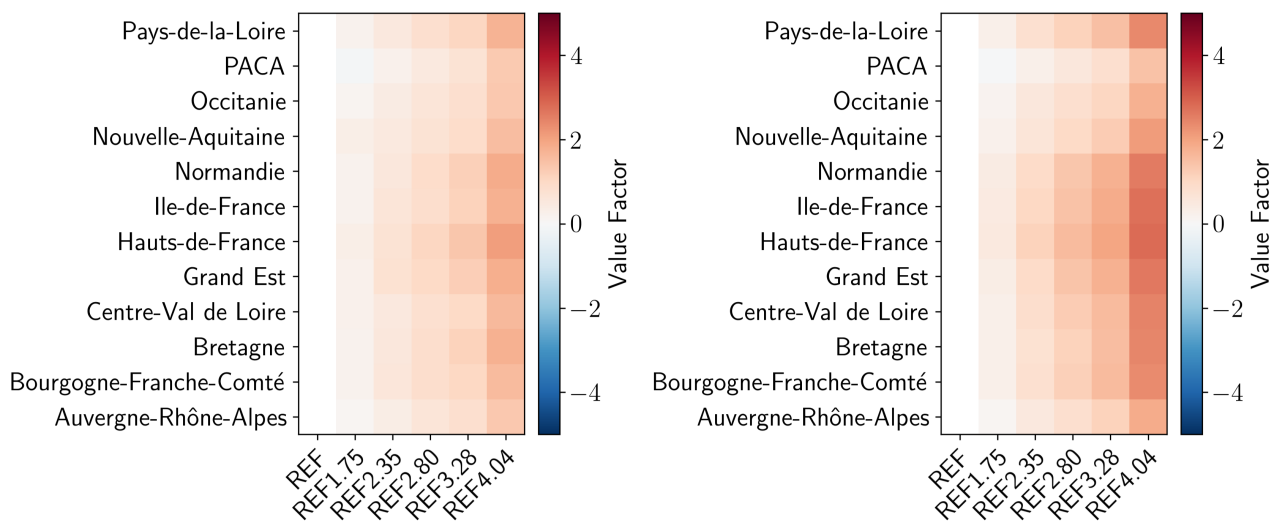 Pays-de-la-Loire
PACA
Occitanie
Nouvelle-Aquitaine
Normandie
Ile-de-France
Hauts-de-France
Grand Est
Centre-Val de Loire
Bretagne
Bourgogne-Franche-Comté
Auvergne-Rhône-Alpes
REF
REF1.75
REF2.35
REF2.80
REF3.28
REF4.04
4
2
0
−2
−4
Value Factor
Pays-de-la-Loire
PACA
Occitanie
Nouvelle-Aquitaine
Normandie
Ile-de-France
Hauts-de-France
Grand Est
Centre-Val de Loire
Bretagne
Bourgogne-Franche-Comté
Auvergne-Rhône-Alpes
REF
REF1.75
REF2.35
REF2.80
REF3.28
REF4.04
4
2
0
−2
−4
Value Factor